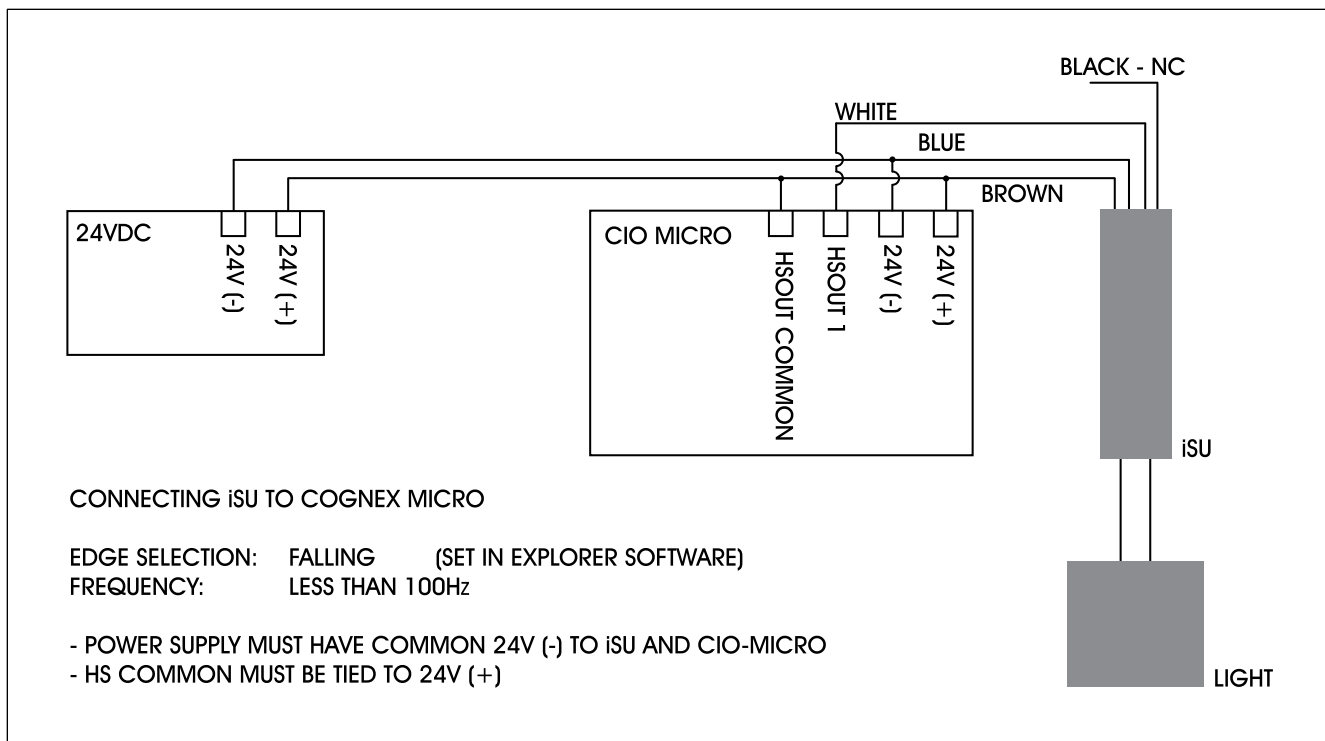 BLACK - NC
WHITE
BLUE
BROWN
24VDC
24V (-)
24V (+)
CIO MICRO
HSOUT COMMON
HSOUT 1
24V (-)
24V (+)
iSU
LIGHT
CONNECTING iSU TO COGNEX MICRO
EDGE SELECTION: FALLING (SET IN EXPLORER SOFTWARE)
FREQUENCY: LESS THAN 100Hz
- POWER SUPPLY MUST HAVE COMMON 24V (-) TO iSU AND CIO-MICRO
- HS COMMON MUST BE TIED TO 24V (+)